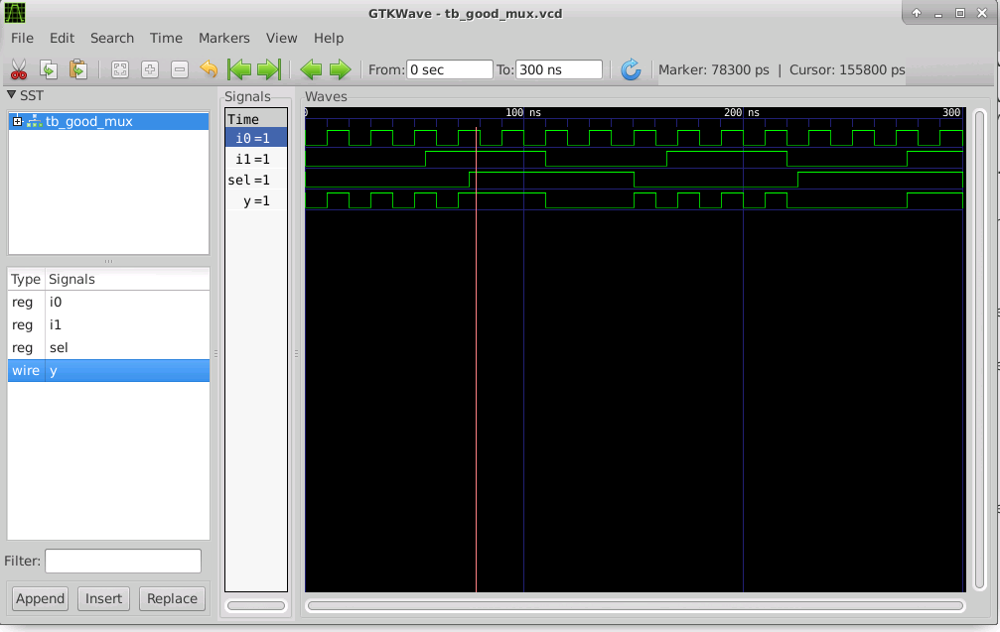 GTKWave - tb_good_mux.vcd
File Edit Search Time Markers View Help
From: 0 sec To: 300 ns Marker: 78300 ps | Cursor: 155800 ps
SST
tb_good_mux
Type Signals
reg i0
reg i1
reg sel
wire y
Filter:
Append Insert Replace
Signals
Time
i0=1
i1=1
sel=1
y=1
Waves
0 100 ns 200 ns 300